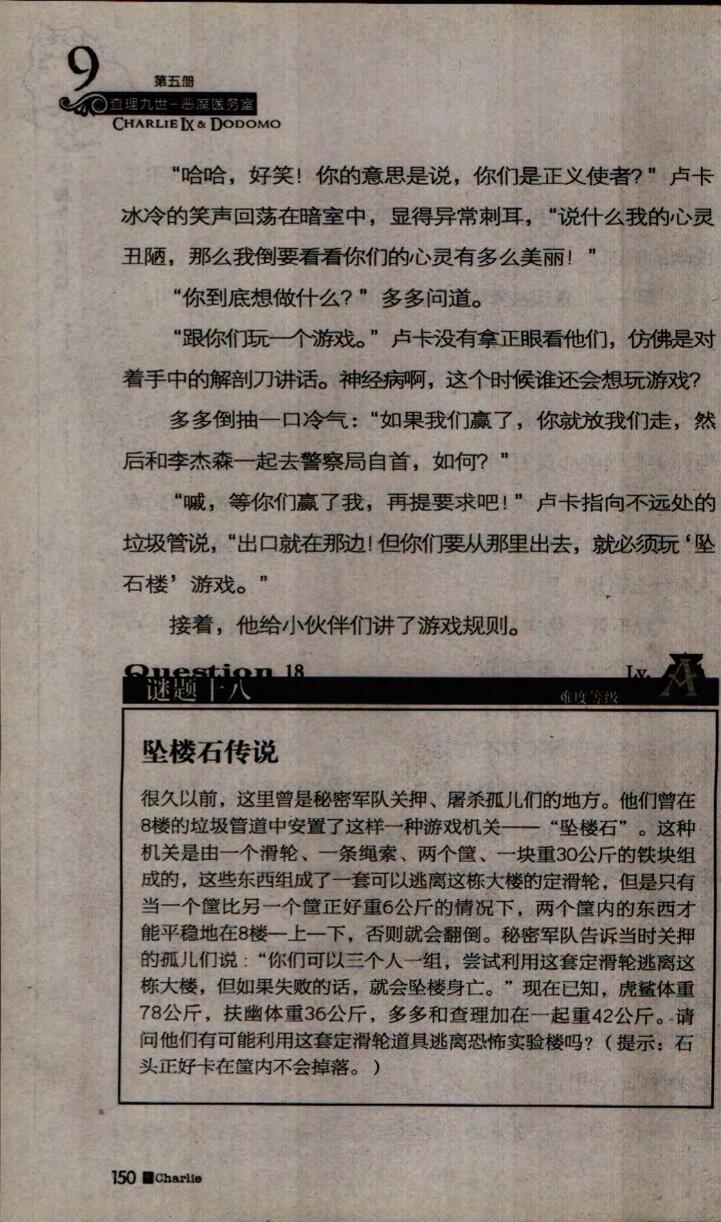 9
第五册
查理九世-恶魔医务室
CHARLIE IX & DODOMO
“哈哈，好笑！你的意思是说，你们是正义使者？”卢卡
冰冷的笑声回荡在暗室中，显得异常刺耳，“说什么我的心灵
丑陋，那么我倒要看看你们的心灵有多么美丽！”
“你到底想做什么？”多多问道。
“跟你们玩一个游戏。”卢卡没有拿正眼看他们，仿佛是对
着手中的解剖刀讲话。神经病啊，这个时候谁还会想玩游戏？
多多倒抽一口冷气：“如果我们赢了，你就放我们走，然
后和李杰森一起去警察局自首，如何？”
“喊，等你们赢了我，再提要求吧！”卢卡指向不远处的
垃圾管说，“出口就在那边！但你们要从那里出去，就必须玩‘坠
石楼’游戏。”
接着，他给小伙伴们讲了游戏规则。
Question 18
Lv. A
谜题十八
难度等级
坠楼石传说
很久以前，这里曾是秘密军队关押、屠杀孤儿们的地方。他们曾在
8楼的垃圾管道中安置了这样一种游戏机关——“坠楼石”。这种
机关是由一个滑轮、一条绳索、两个筐、一块重30公斤的铁块组
成的，这些东西组成了一套可以逃离这栋大楼的定滑轮，但是只有
当一个筐比另一个筐正好重6公斤的情况下，两个筐内的东西才
能平稳地在8楼一上一下，否则就会翻倒。秘密军队告诉当时关押
的孤儿们说：“你们可以三个人一组，尝试利用这套定滑轮逃离这
栋大楼，但如果失败的话，就会坠楼身亡。”现在已知，虎鲨体重
78公斤，扶幽体重36公斤，多多和查理加在一起重42公斤。请
问他们有可能利用这套定滑轮道具逃离恐怖实验楼吗？（提示：石
头正好卡在筐内不会掉落。）
150 Charlie